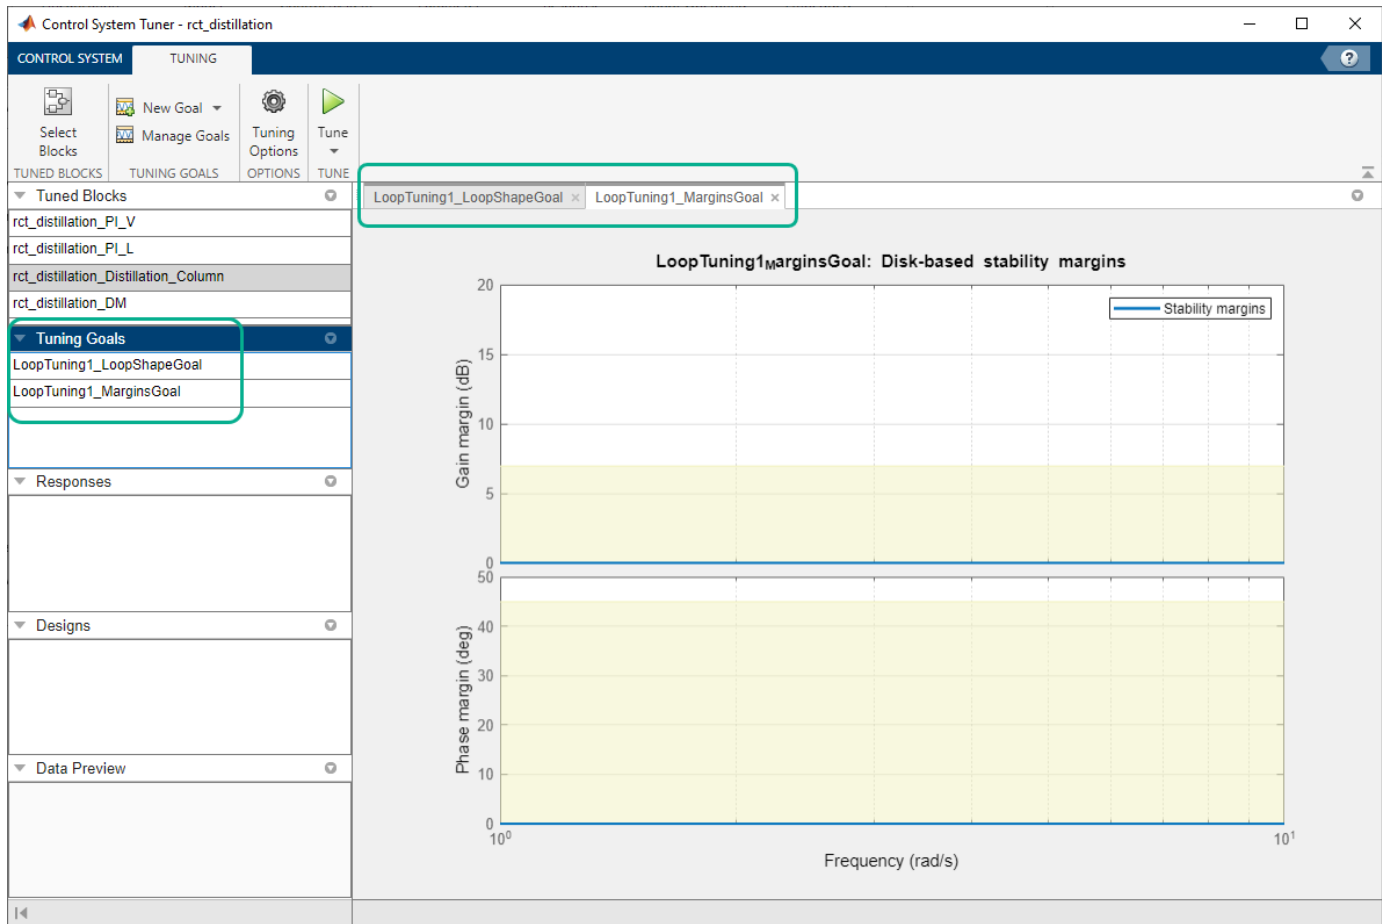 Control System Tuner - rct_distillation
CONTROL SYSTEM TUNING
?
Select Blocks
New Goal
Manage Goals
Tuning Options
Tune
TUNED BLOCKS TUNING GOALS OPTIONS TUNE
Tuned Blocks
rct_distillation_PI_V
rct_distillation_PI_L
rct_distillation_Distillation_Column
rct_distillation_DM
Tuning Goals
LoopTuning1_LoopShapeGoal
LoopTuning1_MarginsGoal
Responses
Designs
Data Preview
LoopTuning1_LoopShapeGoal × LoopTuning1_MarginsGoal ×
LoopTuning1MarginsGoal: Disk-based stability margins
Stability margins
Gain margin (dB)
20
15
10
5
0
Phase margin (deg)
50
40
30
20
10
0
10⁰ 10¹
Frequency (rad/s)